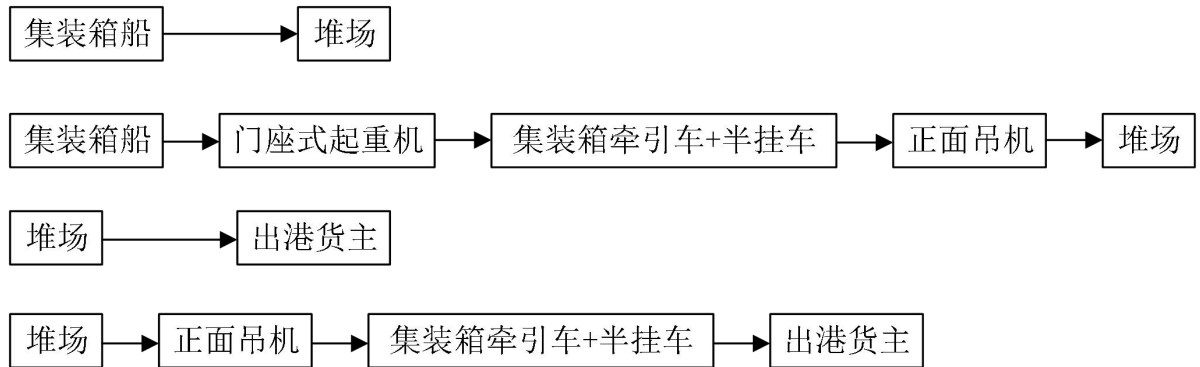 集装箱船 堆场
集装箱船 门座式起重机 集装箱牵引车+半挂车 正面吊机 堆场
堆场 出港货主
堆场 正面吊机 集装箱牵引车+半挂车 出港货主